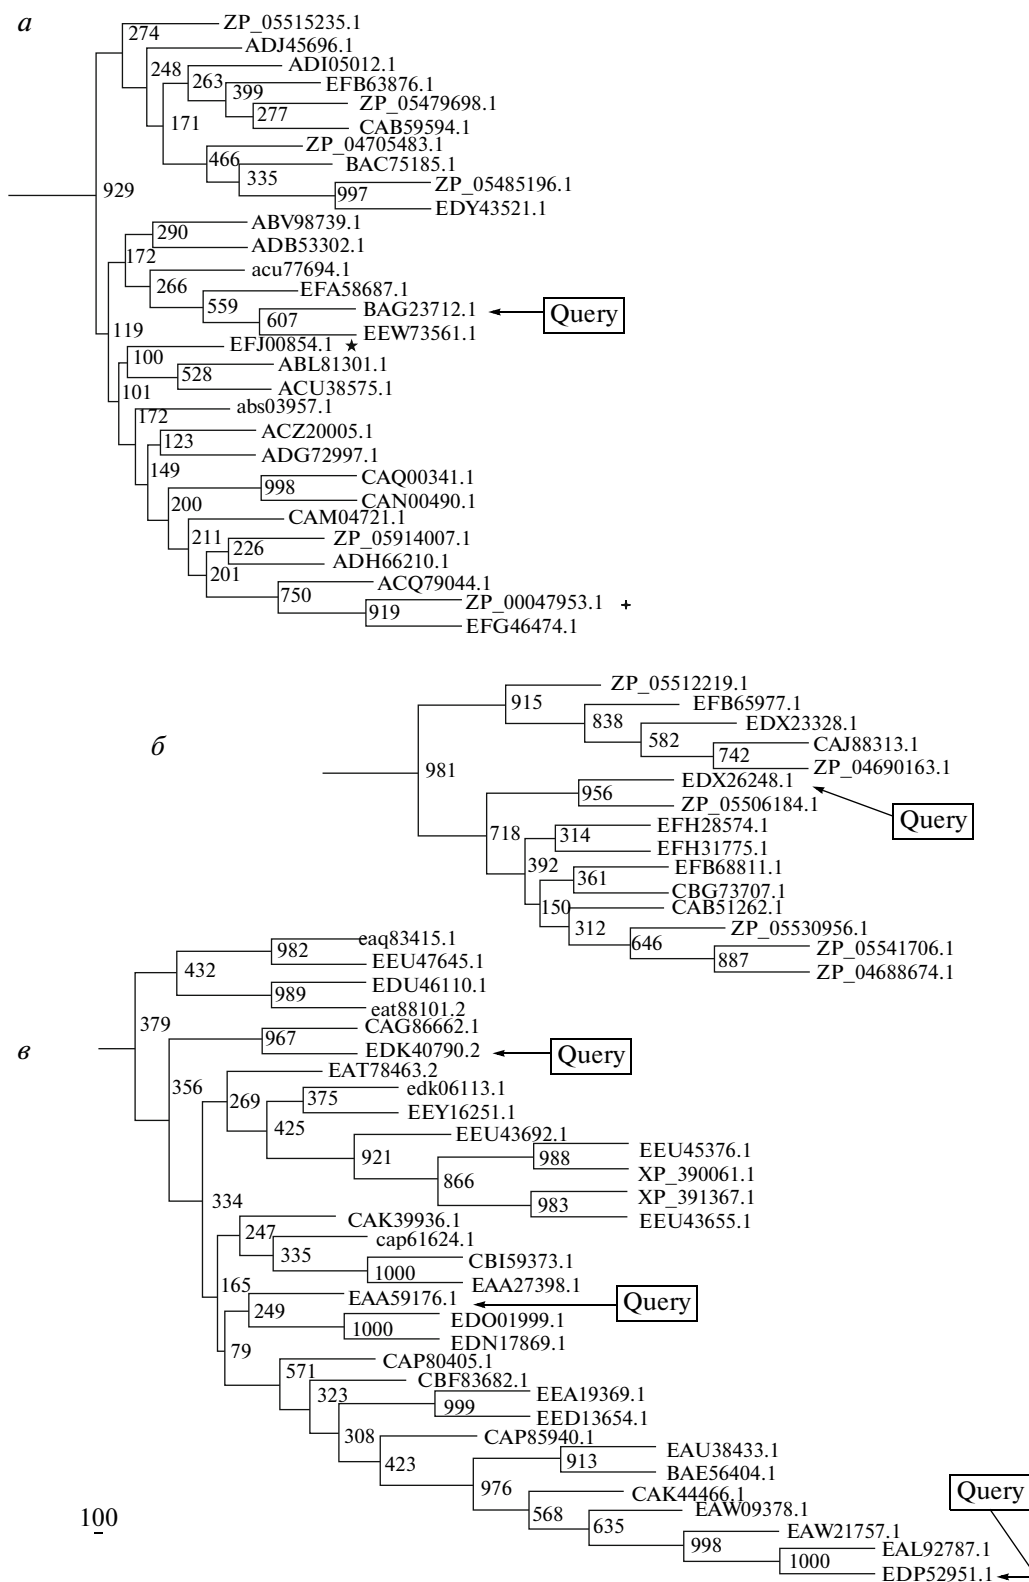 а
ZP_05515235.1
274
ADJ45696.1
248
ADI05012.1
263
EFB63876.1
399
ZP_05479698.1
277
CAB59594.1
171
ZP_04705483.1
466
BAC75185.1
335
ZP_05485196.1
997
EDY43521.1
929
ABV98739.1
290
ADB53302.1
172
acu77694.1
266
EFA58687.1
559
BAG23712.1
Query
607
EEW73561.1
119
EFJ00854.1 ★
100
ABL81301.1
528
ACU38575.1
101
abs03957.1
172
ACZ20005.1
123
ADG72997.1
149
CAQ00341.1
998
CAN00490.1
200
CAM04721.1
211
ZP_05914007.1
226
ADH66210.1
201
ACQ79044.1
750
ZP_00047953.1 +
919
EFG46474.1
б
ZP_05512219.1
915
EFB65977.1
838
EDX23328.1
582
CAJ88313.1
742
ZP_04690163.1
981
EDX26248.1
956
Query
ZP_05506184.1
718
EFH28574.1
314
EFH31775.1
392
EFB68811.1
361
CBG73707.1
150
CAB51262.1
312
ZP_05530956.1
646
ZP_05541706.1
887
ZP_04688674.1
в
eaq83415.1
982
EEU47645.1
432
EDU46110.1
989
eat88101.2
379
CAG86662.1
967
EDK40790.2
Query
356
EAT78463.2
269
edk06113.1
375
EEY16251.1
425
EEU43692.1
921
EEU45376.1
988
XP_390061.1
866
XP_391367.1
983
EEU43655.1
334
CAK39936.1
247
cap61624.1
335
CBI59373.1
1000
EAA27398.1
165
EAA59176.1
Query
249
EDO01999.1
1000
EDN17869.1
79
CAP80405.1
571
CBF83682.1
323
EEA19369.1
999
EED13654.1
308
CAP85940.1
423
EAU38433.1
913
BAE56404.1
976
CAK44466.1
568
EAW09378.1
635
EAW21757.1
998
EAL92787.1
1000
EDP52951.1
Query
100